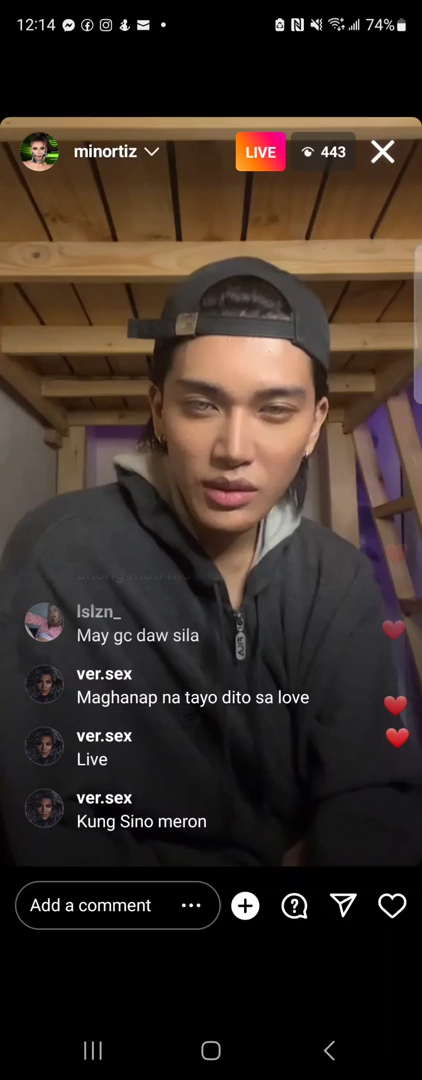 12:14
74%
minortiz
LIVE
443
lslzn_
May gc daw sila
ver.sex
Maghanap na tayo dito sa love
ver.sex
Live
ver.sex
Kung Sino meron
FILA
Add a comment